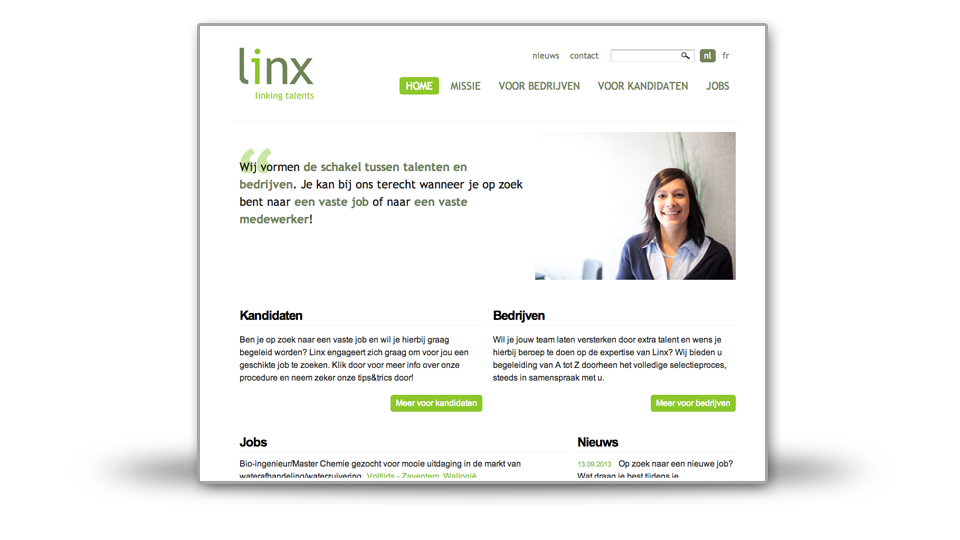 linx
linking talents
nieuws contact nl fr
HOME MISSIE VOOR BEDRIJVEN VOOR KANDIDATEN JOBS
“
Wij vormen de schakel tussen talenten en
bedrijven. Je kan bij ons terecht wanneer je op zoek
bent naar een vaste job of naar een vaste
medewerker!
Kandidaten
Ben je op zoek naar een vaste job en wil je hierbij graag
begeleid worden? Linx engageert zich graag om voor jou een
geschikte job te zoeken. Klik door voor meer info over onze
procedure en neem zeker onze tips&trics door!
Meer voor kandidaten
Bedrijven
Wil je jouw team laten versterken door extra talent en wens je
hierbij beroep te doen op de expertise van Linx? Wij bieden u
begeleiding van A tot Z doorheen het volledige selectieproces,
steeds in samenspraak met u.
Meer voor bedrijven
Jobs
Bio-ingenieur/Master Chemie gezocht voor mooie uitdaging in de markt van
waterafhandeling/waterzuivering Voltijds - Zaventem, Wallonië
Nieuws
13.09.2013 Op zoek naar een nieuwe job?
Wat draag je best tijdens je